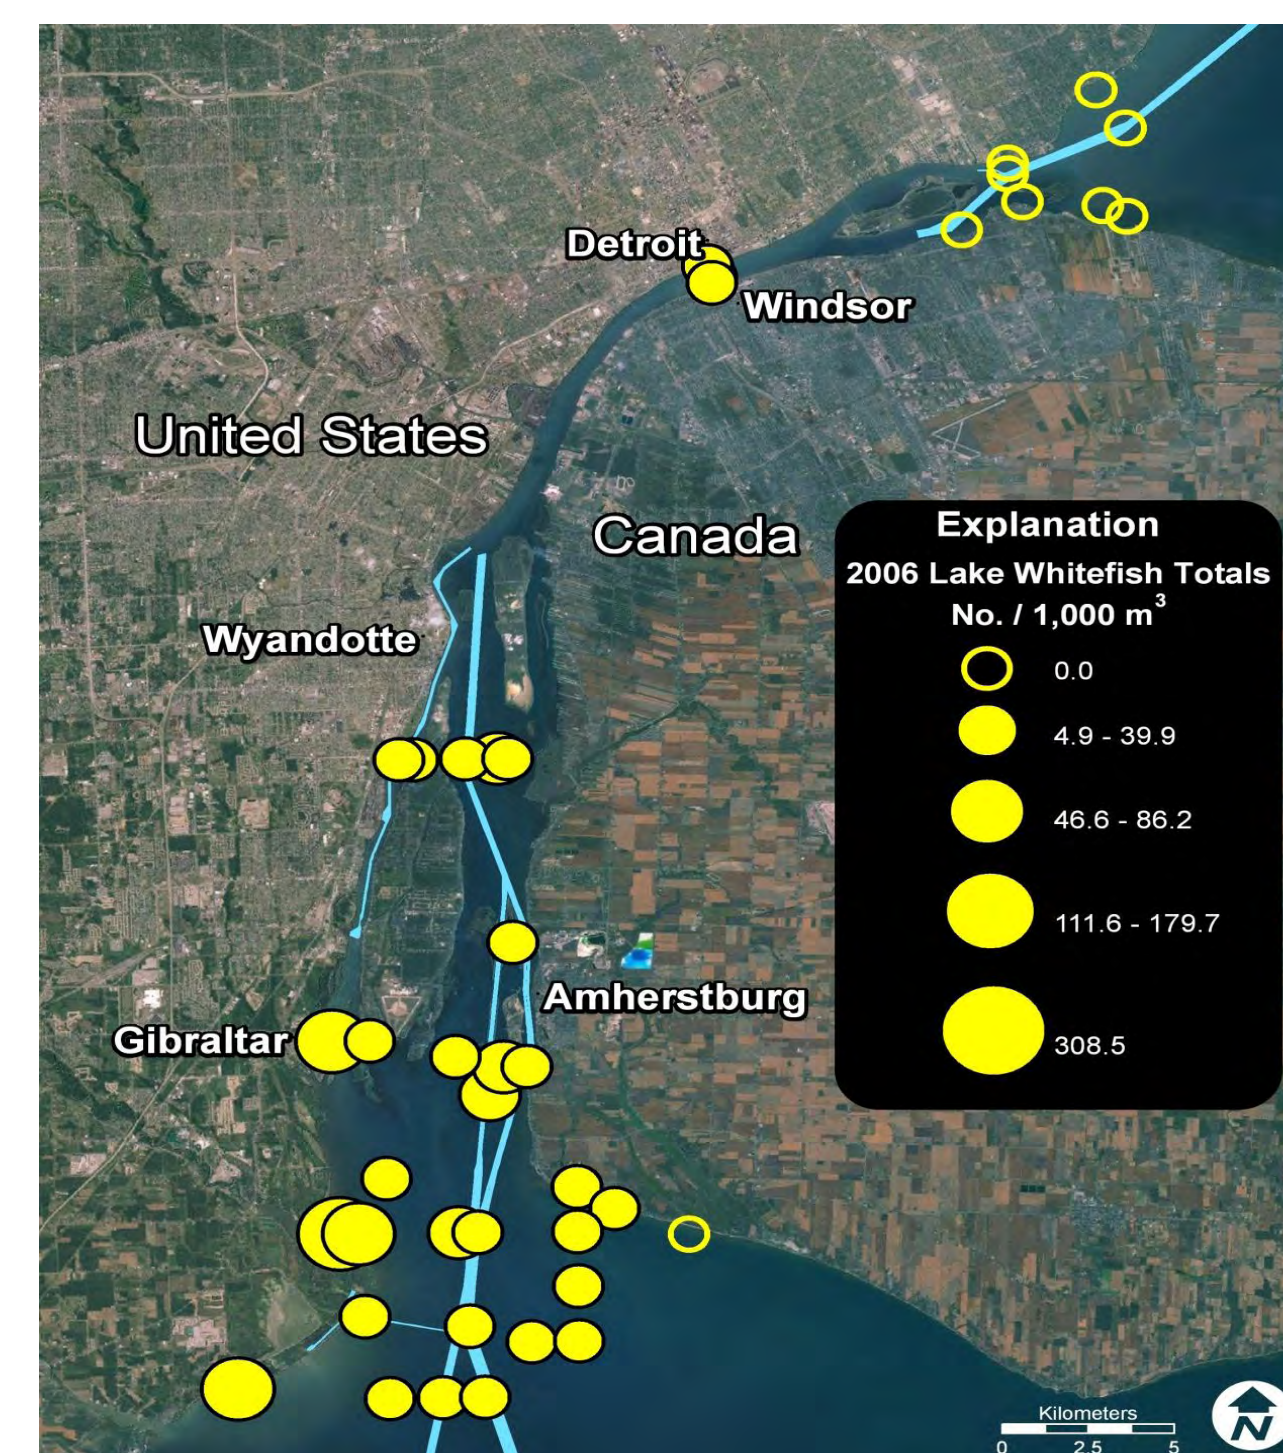 Detroit
Windsor
United States
Canada
Wyandotte
Amherstburg
Gibraltar
Explanation
2006 Lake Whitefish Totals
No. / 1,000 m³
0.0
4.9 - 39.9
46.6 - 86.2
111.6 - 179.7
308.5
Kilometers
0 2.5 5
N